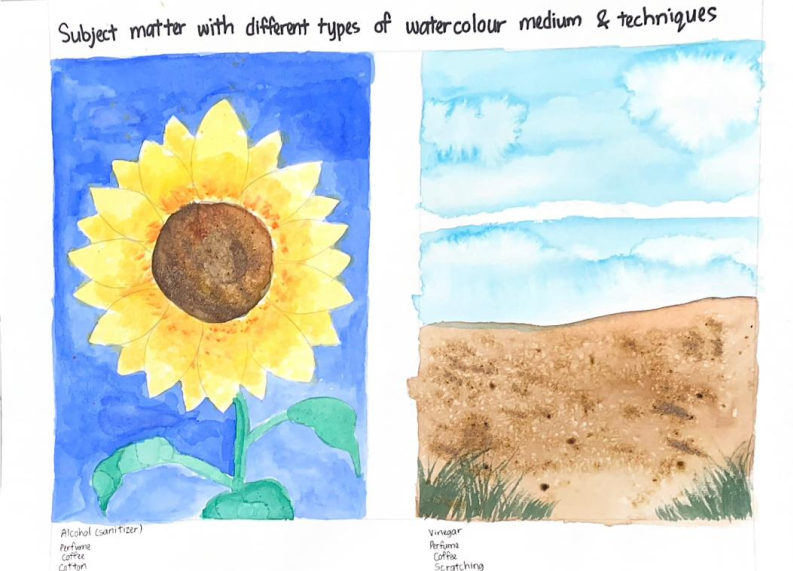 Subject matter with different types of watercolour medium & techniques
Alcohol (sanitizer)
Perfume
Coffee
Cotton
Vinegar
Perfume
Coffee
Scratching